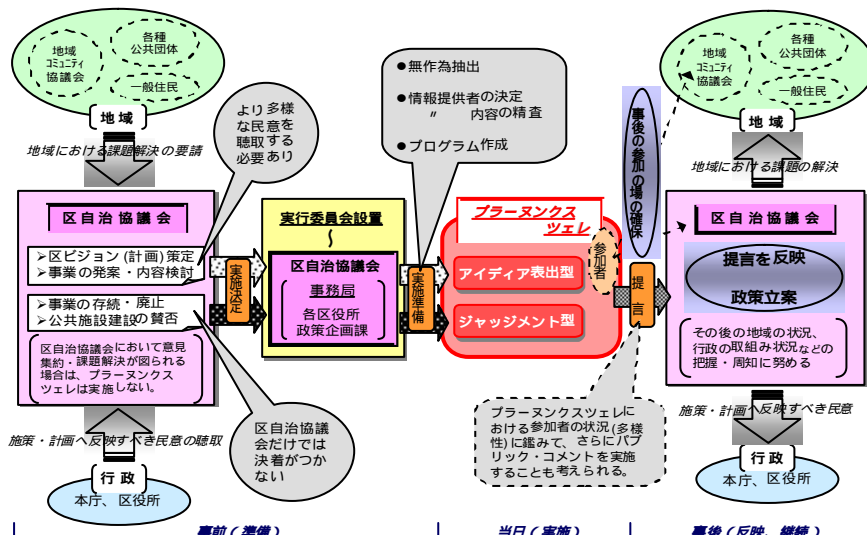 地域
コミュニティ
協議会
各種
公共団体
一般住民
地域
地域における課題解決の要請
より多様
な民意を
聴取する
必要あり
区自治協議会
➢区ビジョン(計画)策定
➢事業の発案・内容検討
➢事業の存続・廃止
➢公共施設建設の賛否
区自治協議会において意見
集約・課題解決が図られる
場合は、プラーヌンクス
ツェレは実施しない。
施策・計画へ反映すべき民意の聴取
行政
本庁、区役所
区自治協議
会だけでは
決着がつか
ない
実施決定
実行委員会設置
~
区自治協議会
事務局
各区役所
政策企画課
●無作為抽出
●情報提供者の決定
〃 内容の精査
●プログラム作成
実施準備
プラーヌンクス
ツェレ
アイディア表出型
ジャッジメント型
参加者
提言
プラーヌンクスツェレに
おける参加者の状況(多様
性)に鑑みて、さらにパブ
リック・コメントを実施
することも考えられる。
事後の参加の場の確保
地域
コミュニティ
協議会
各種
公共団体
一般住民
地域
地域における課題の解決
区自治協議会
提言を反映
政策立案
その後の地域の状況、
行政の取組み状況などの
把握・周知に努める
施策・計画へ反映すべき民意
行政
本庁、区役所
事前(準備)
当日(実施)
事後(反映、継続)